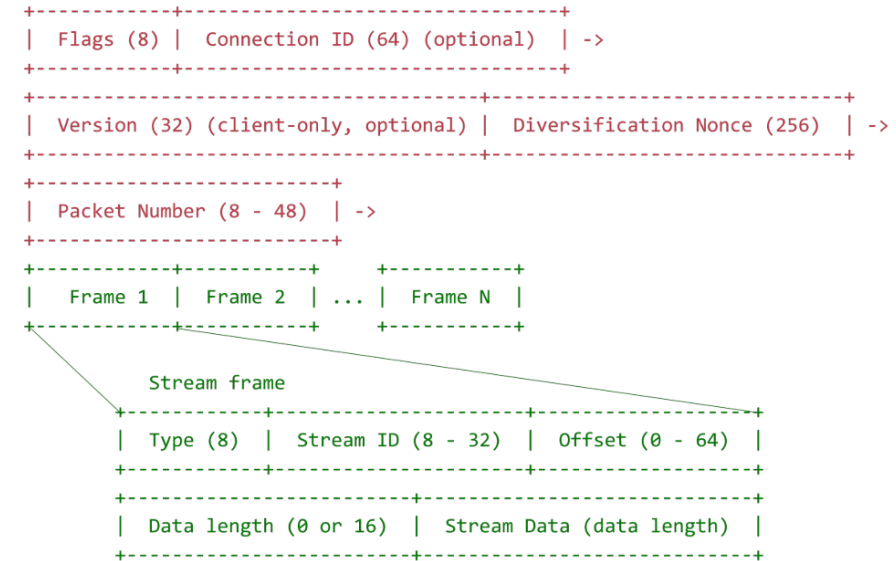 Flags (8) | Connection ID (64) (optional) | ->
Version (32) (client-only, optional) | Diversification Nonce (256) | ->
Packet Number (8 - 48) | ->
Frame 1 | Frame 2 | ... | Frame N |
Stream frame
Type (8) | Stream ID (8 - 32) | Offset (0 - 64) |
Data length (0 or 16) | Stream Data (data length) |